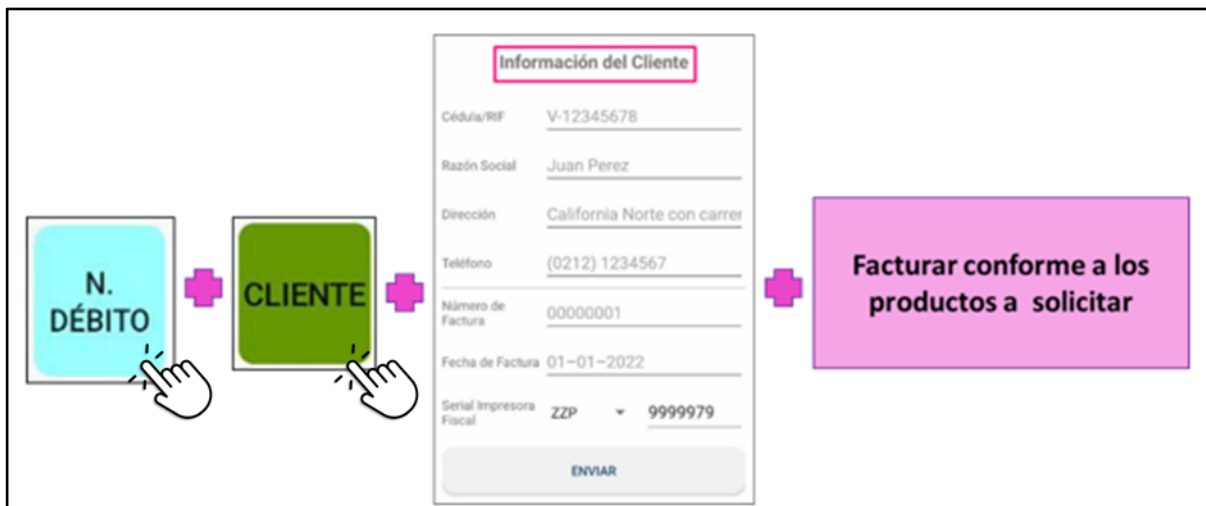 N.
DÉBITO
CLIENTE
Información del Cliente
Cédula/RIF V-12345678
Razón Social Juan Perez
Dirección California Norte con carrer
Teléfono (0212) 1234567
Número de
Factura 00000001
Fecha de Factura 01-01-2022
Serial Impresora
Fiscal ZZP 9999979
ENVIAR
Facturar conforme a los
productos a solicitar